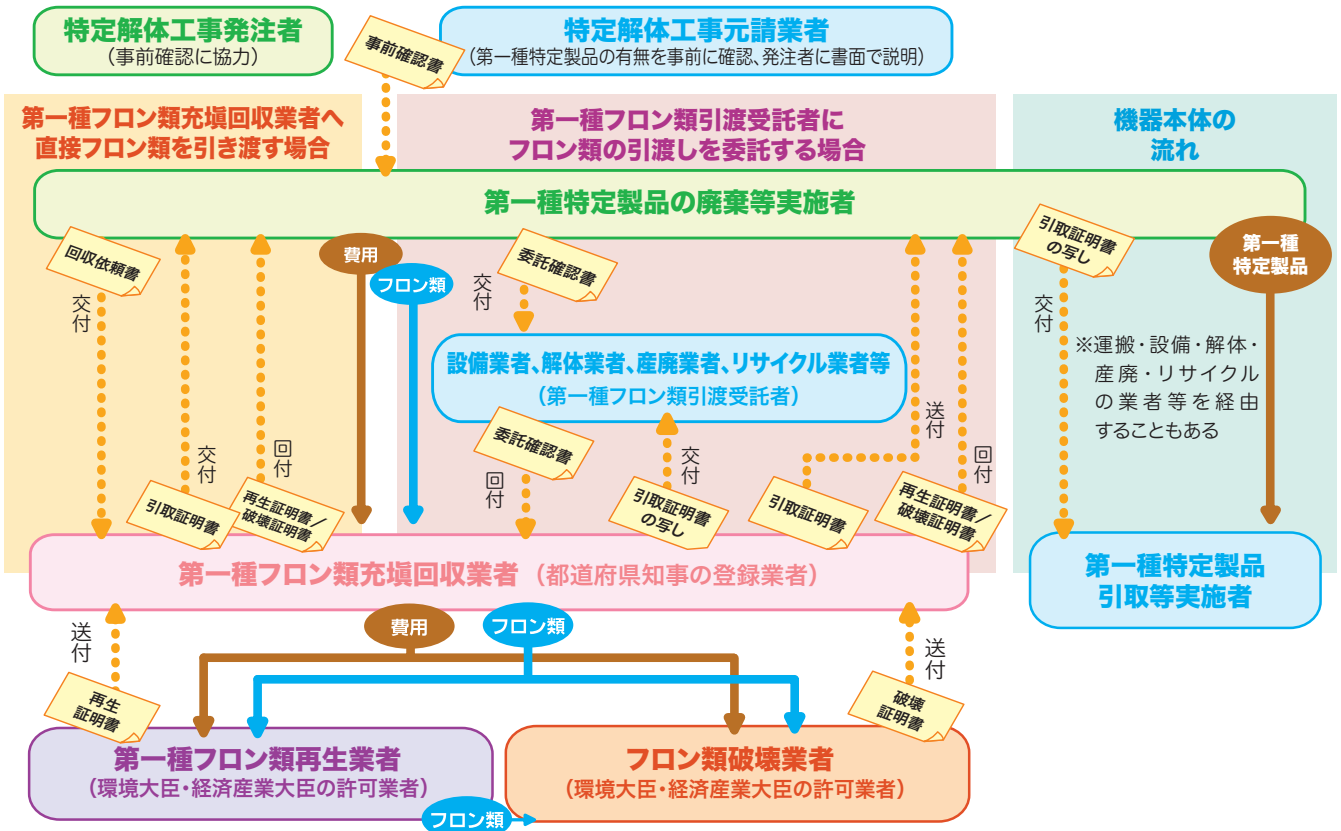 特定解体工事発注者
(事前確認に協力)
事前確認書
特定解体工事元請業者
(第一種特定製品の有無を事前に確認、発注者に書面で説明)
第一種フロン類充塡回収業者へ
直接フロン類を引き渡す場合
第一種フロン類引渡受託者に
フロン類の引渡しを委託する場合
機器本体の
流れ
第一種特定製品の廃棄等実施者
回収依頼書
交付
引取証明書
交付
再生証明書/
破壊証明書
回付
費用
フロン類
委託確認書
交付
設備業者、解体業者、産廃業者、リサイクル業者等
(第一種フロン類引渡受託者)
委託確認書
回付
引取証明書
の写し
交付
引取証明書
送付
再生証明書/
破壊証明書
回付
引取証明書
の写し
交付
第一種
特定製品
※運搬・設備・解体・
産廃・リサイクル
の業者等を経由
することもある
第一種フロン類充塡回収業者(都道府県知事の登録業者)
第一種特定製品
引取等実施者
送付
再生
証明書
費用
フロン類
送付
破壊
証明書
第一種フロン類再生業者
(環境大臣・経済産業大臣の許可業者)
フロン類破壊業者
(環境大臣・経済産業大臣の許可業者)
フロン類